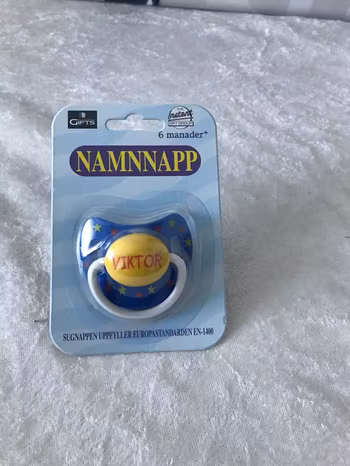 GIFTS
6 manader+
NAMNNAPP
VIKTOR
SUGNAPPEN UPPFYLLER EUROPASTANDARDEN EN-1400